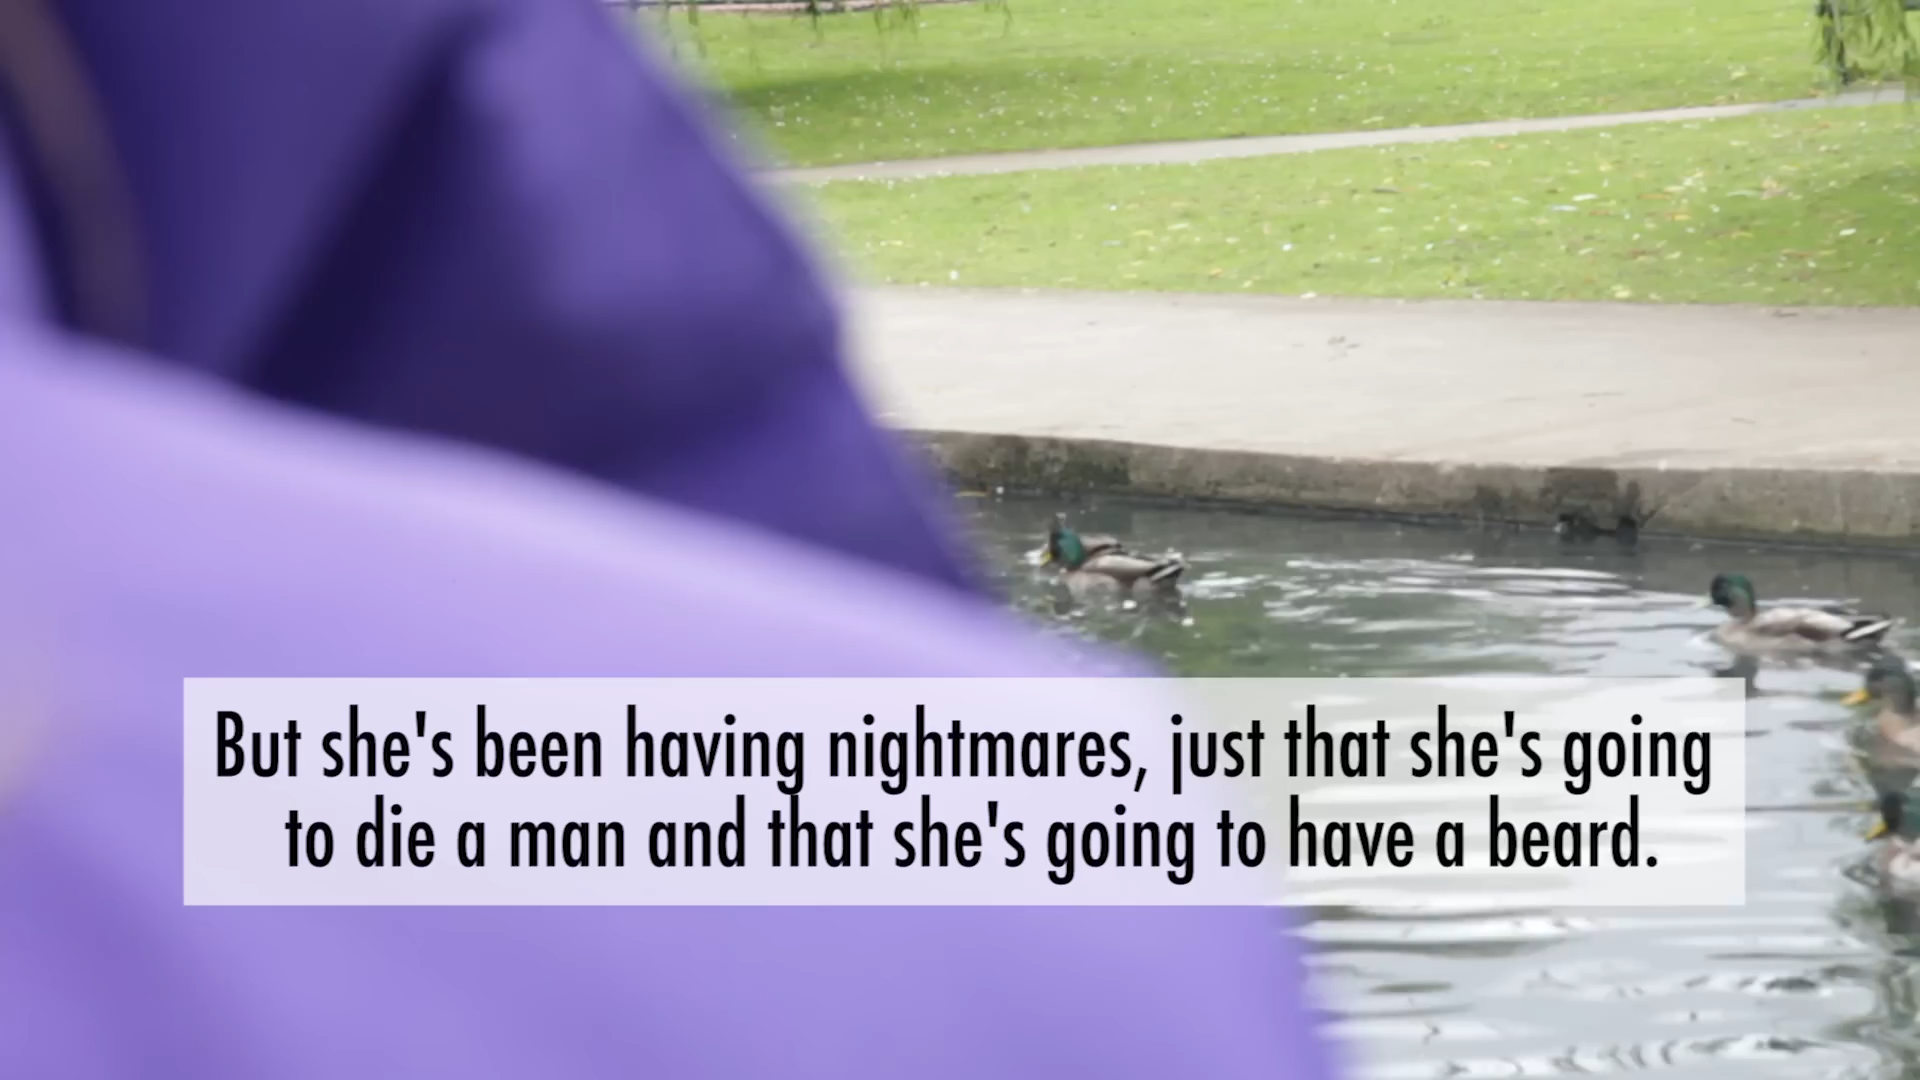 But she's been having nightmares, just that she's going
to die a man and that she's going to have a beard.